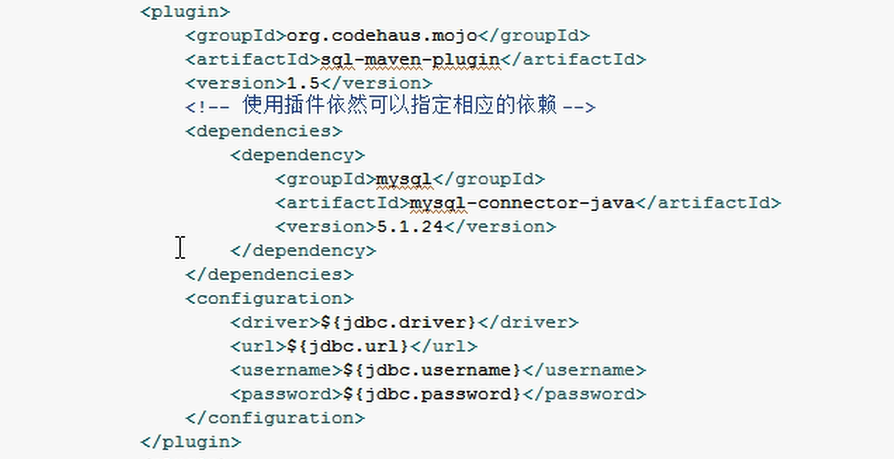 <plugin>
<groupId>org.codehaus.mojo</groupId>
<artifactId>sql-maven-plugin</artifactId>
<version>1.5</version>
<!-- 使用插件依然可以指定相应的依赖 -->
<dependencies>
<dependency>
<groupId>mysql</groupId>
<artifactId>mysql-connector-java</artifactId>
<version>5.1.24</version>
</dependency>
</dependencies>
<configuration>
<driver>${jdbc.driver}</driver>
<url>${jdbc.url}</url>
<username>${jdbc.username}</username>
<password>${jdbc.password}</password>
</configuration>
</plugin>